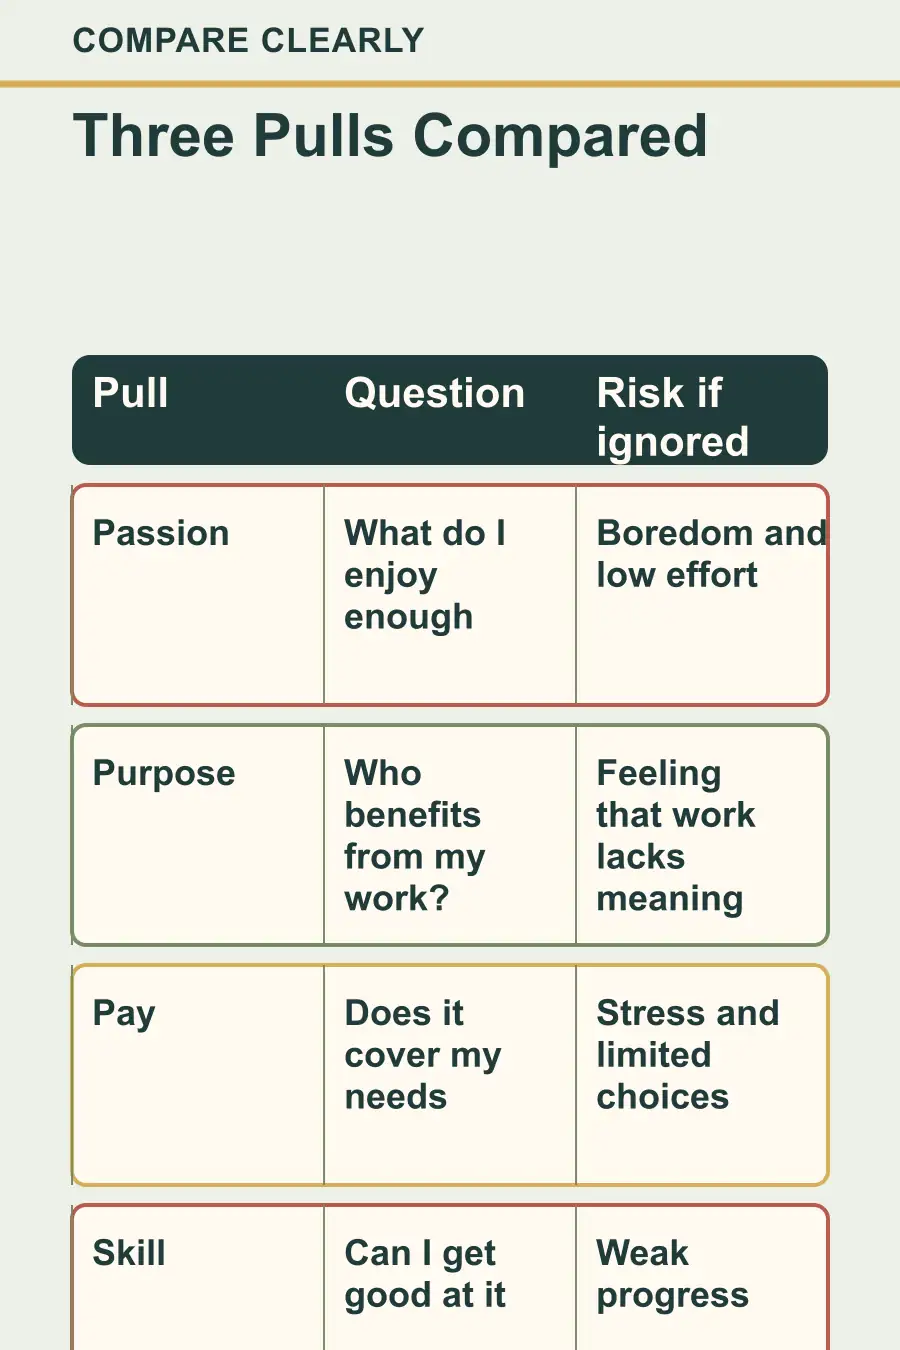 COMPARE CLEARLY
Three Pulls Compared
Pull
Question
Risk if
ignored
Passion
What do I
enjoy
enough
Boredom and
low effort
Purpose
Who
benefits
from my
work?
Feeling
that work
lacks
meaning
Pay
Does it
cover my
needs
Stress and
limited
choices
Skill
Can I get
good at it
Weak
progress